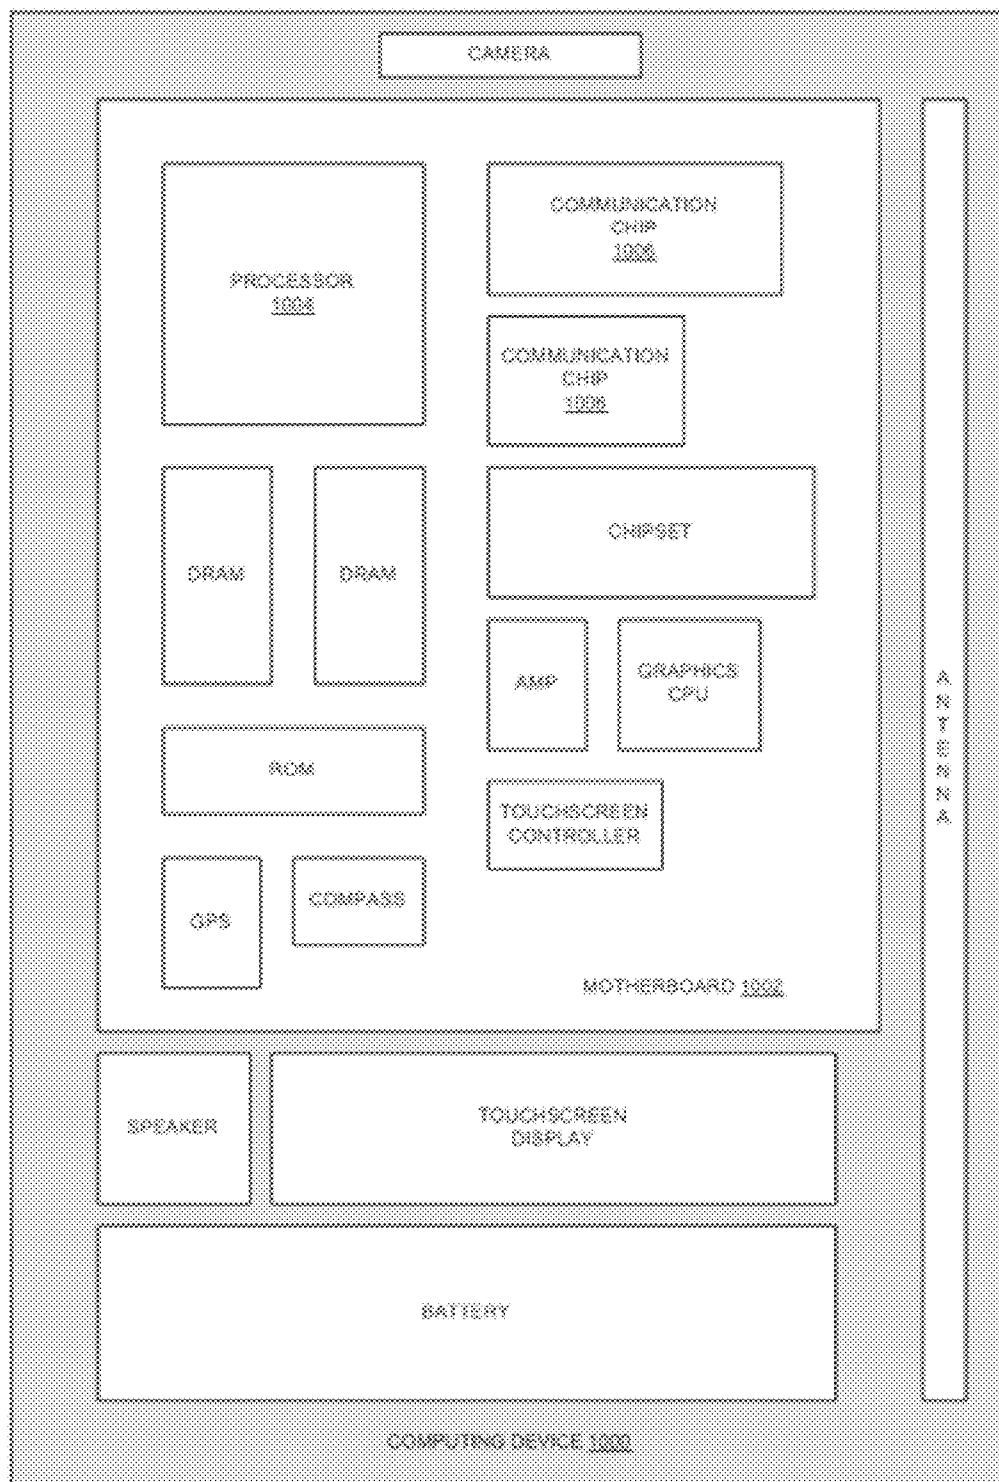 CAMERA
PROCESSOR
1004
COMMUNICATION
CHIP
1006
COMMUNICATION
CHIP
1006
DRAM
DRAM
CHIPSET
AMP
GRAPHICS
CPU
ROM
TOUCHSCREEN
CONTROLLER
GPS
COMPASS
MOTHERBOARD 1002
ANTENNA
SPEAKER
TOUCHSCREEN
DISPLAY
BATTERY
COMPUTING DEVICE 1000